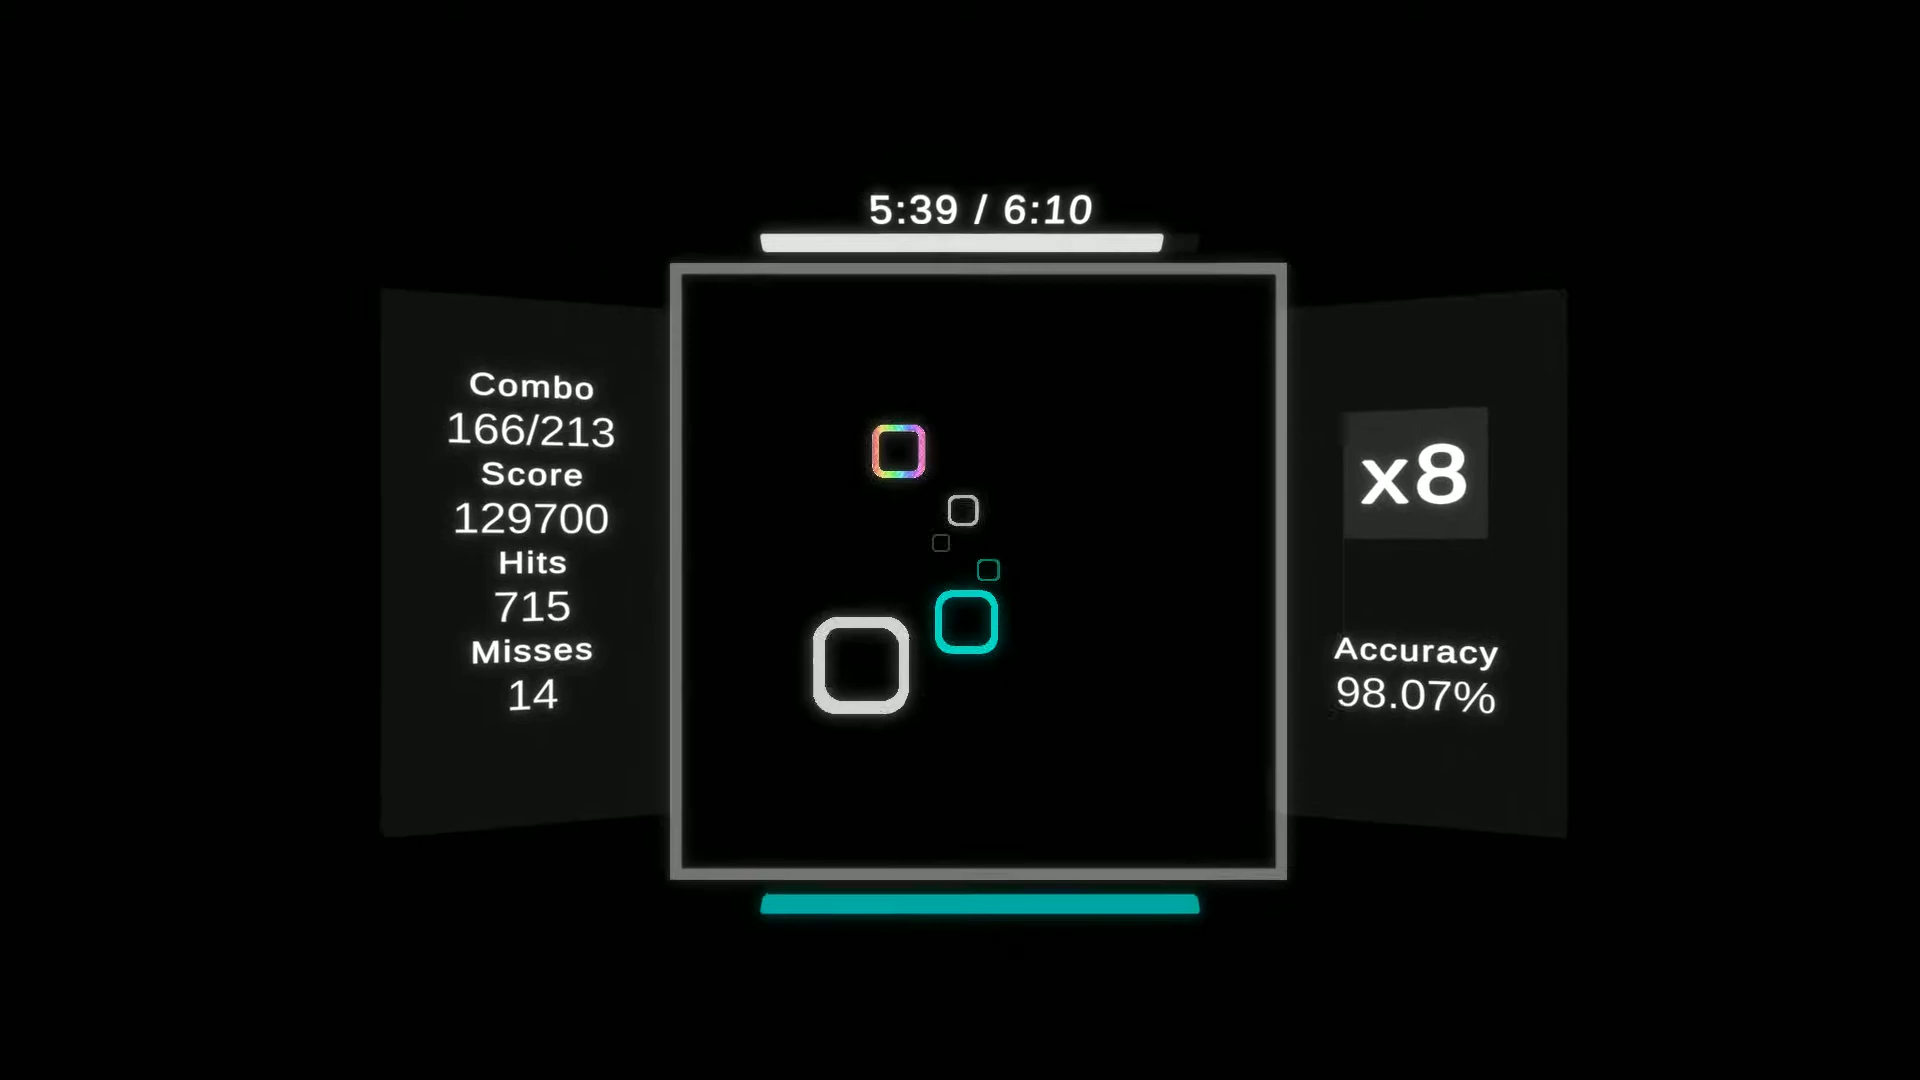 5:39 / 6:10
Combo
166/213
Score
129700
Hits
715
Misses
14
x8
Accuracy
98.07%